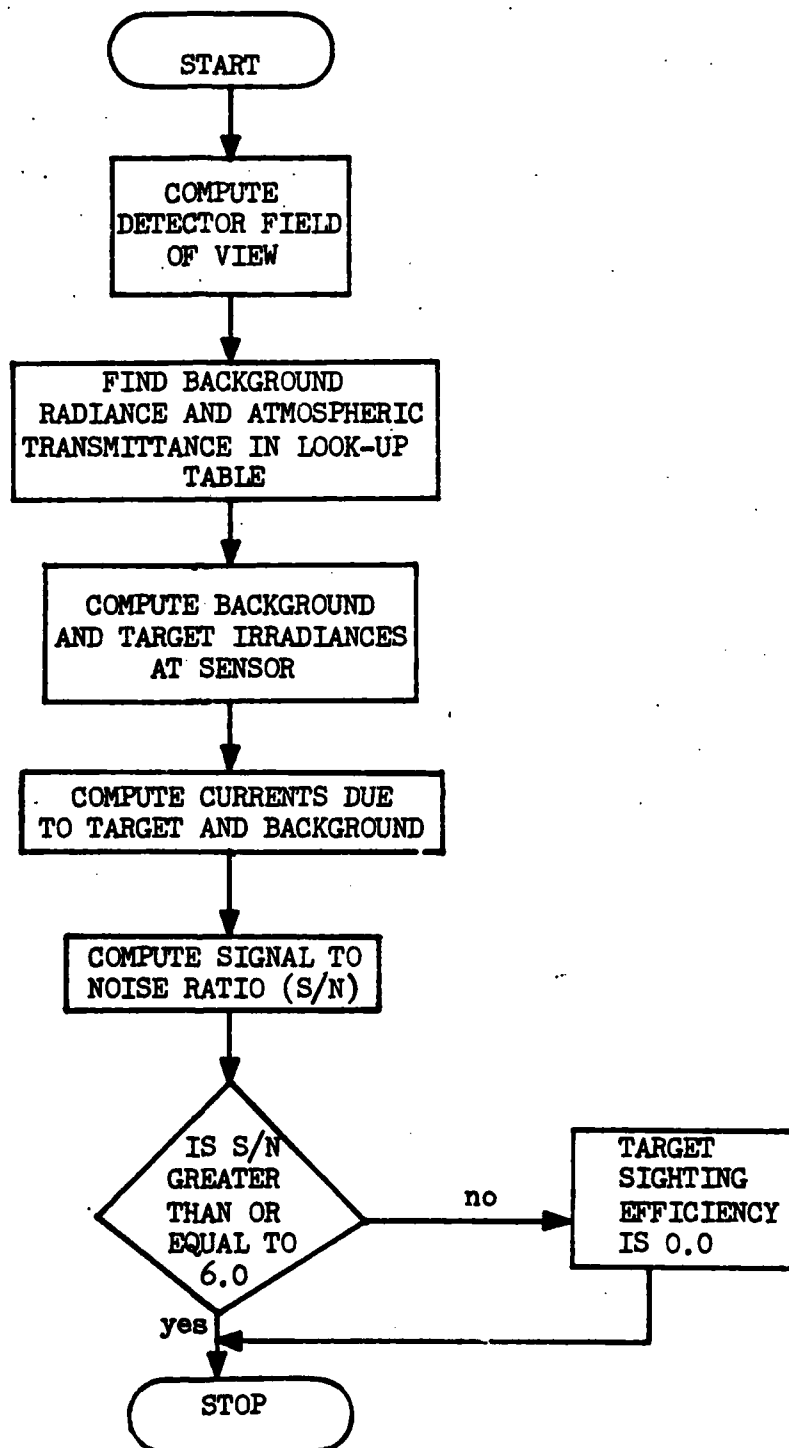 START
COMPUTE
DETECTOR FIELD
OF VIEW
FIND BACKGROUND
RADIANCE AND ATMOSPHERIC
TRANSMITTANCE IN LOOK-UP
TABLE
COMPUTE BACKGROUND
AND TARGET IRRADIANCES
AT SENSOR
COMPUTE CURRENTS DUE
TO TARGET AND BACKGROUND
COMPUTE SIGNAL TO
NOISE RATIO (S/N)
IS S/N
GREATER
THAN OR
EQUAL TO
6.0
no
TARGET
SIGHTING
EFFICIENCY
IS 0.0
yes
STOP